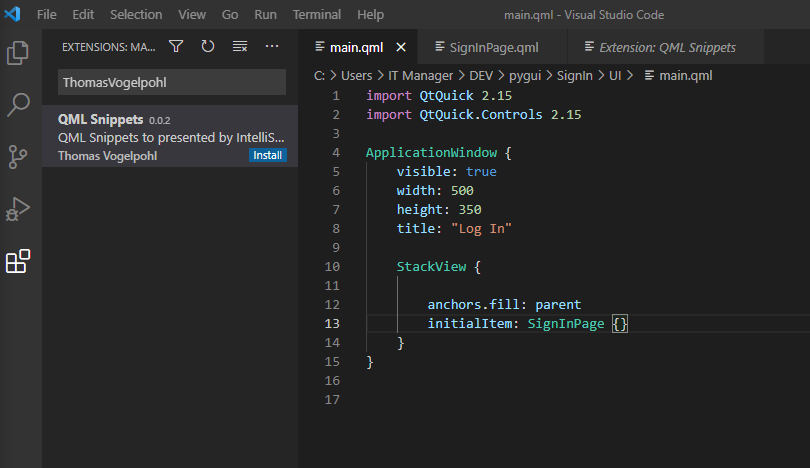 File Edit Selection View Go Run Terminal Help main.qml - Visual Studio Code
EXTENSIONS: MA...
ThomasVogelpohl
QML Snippets 0.0.2
QML Snippets to presented by IntelliS...
Thomas Vogelpohl Install
main.qml SignInPage.qml Extension: QML Snippets
C: > Users > IT Manager > DEV > pygui > SignIn > UI > main.qml
1 import QtQuick 2.15
2 import QtQuick.Controls 2.15
3
4 ApplicationWindow {
5 visible: true
6 width: 500
7 height: 350
8 title: "Log In"
9
10 StackView {
11
12 anchors.fill: parent
13 initialItem: SignInPage {}
14 }
15 }
16
17